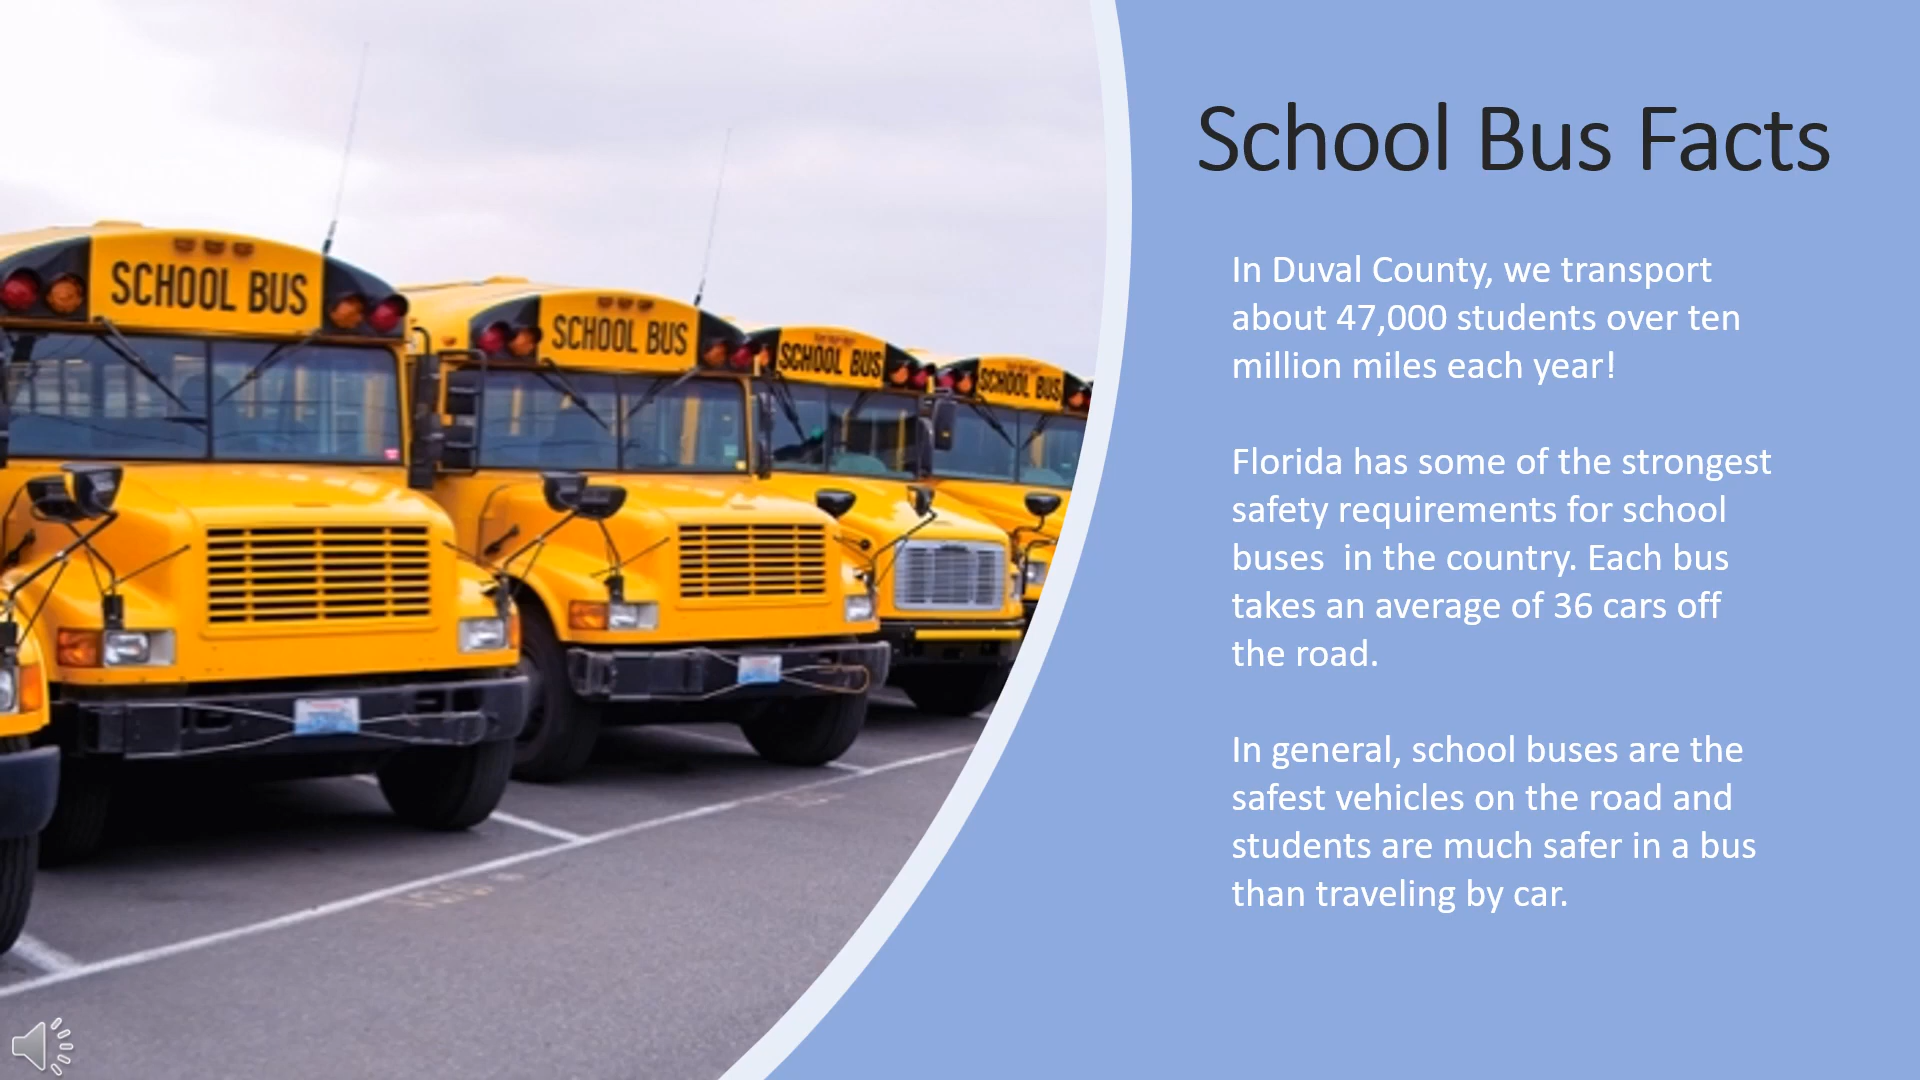 School Bus Facts
In Duval County, we transport
about 47,000 students over ten
million miles each year!
Florida has some of the strongest
safety requirements for school
buses  in the country. Each bus
takes an average of 36 cars off
the road.
In general, school buses are the
safest vehicles on the road and
students are much safer in a bus
than traveling by car.
SCHOOL BUS
SCHOOL BUS
SCHOOL BUS
SCHOOL BUS